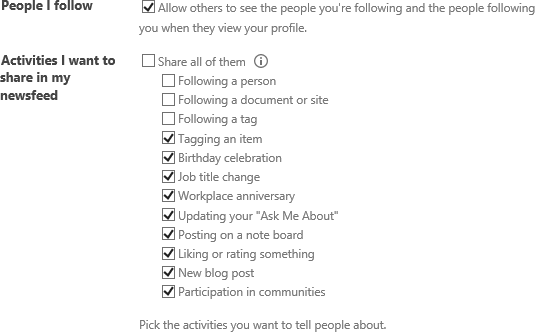 People I follow
Allow others to see the people you're following and the people following
you when they view your profile.
Activities I want to
share in my
newsfeed
Share all of them
Following a person
Following a document or site
Following a tag
Tagging an item
Birthday celebration
Job title change
Workplace anniversary
Updating your "Ask Me About"
Posting on a note board
Liking or rating something
New blog post
Participation in communities
Pick the activities you want to tell people about.